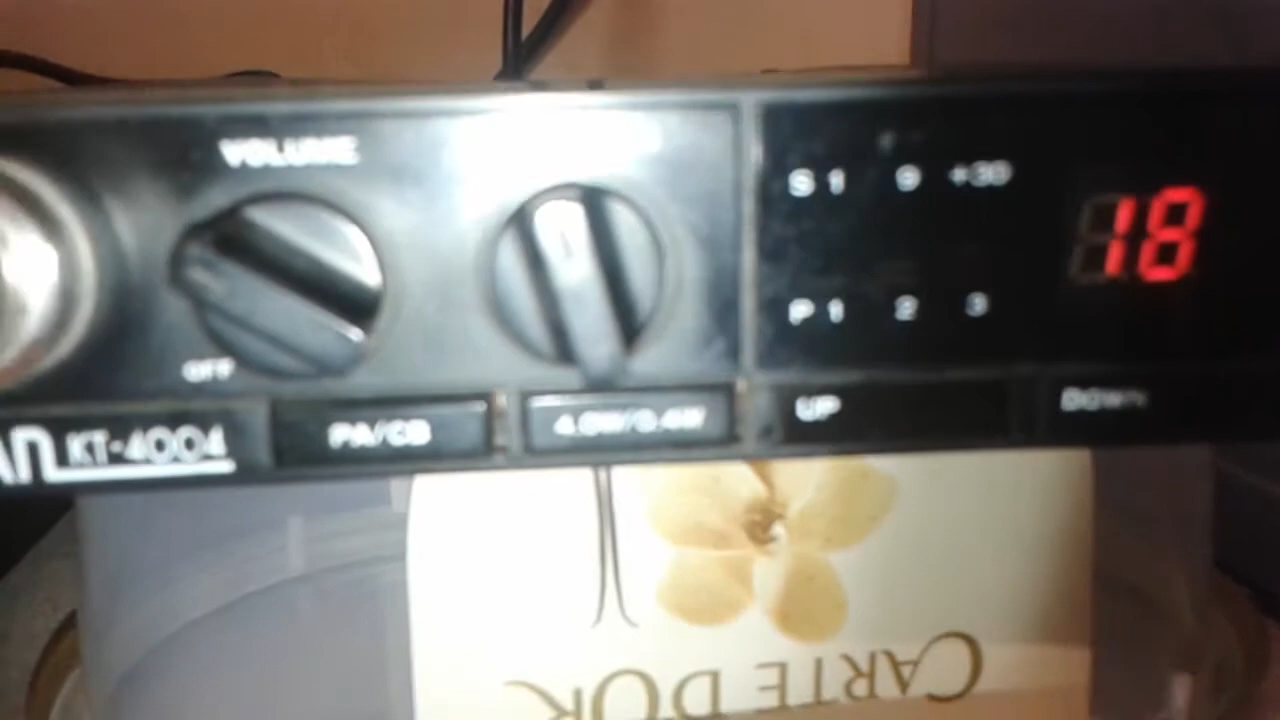 VOLUME
OFF
S 1 9 +30
P 1 2 3
18
KT-4004
PA/CB
4.0W/0.4W
UP
DOWN
CARTE D'OR